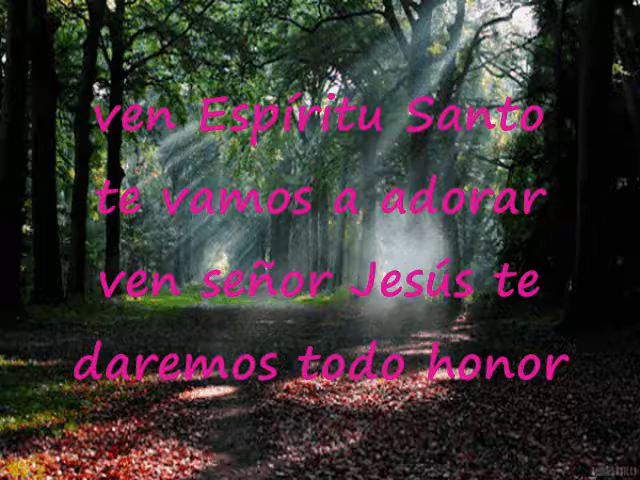 ven Espíritu Santo
te vamos a adorar
ven señor Jesús te
daremos todo honor